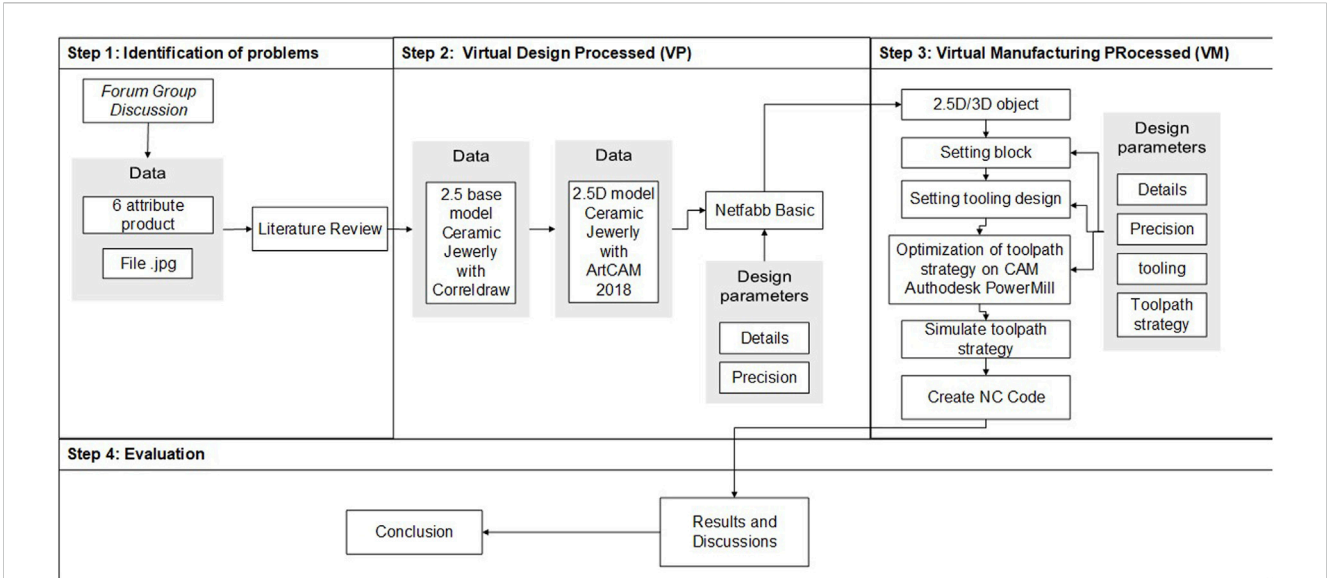 Step 1: Identification of problems
Forum Group
Discussion
Data
6 attribute
product
File .jpg
Literature Review
Step 2: Virtual Design Processed (VP)
Data
2.5 base
model
Ceramic
Jewerly
with
Correldraw
Data
2.5D model
Ceramic
Jewerly
with
ArtCAM
2018
Netfabb Basic
Design
parameters
Details
Precision
Step 3: Virtual Manufacturing PRocessed (VM)
2.5D/3D object
Setting block
Setting tooling design
Optimization of toolpath
strategy on CAM
Authodesk PowerMill
Simulate toolpath
strategy
Create NC Code
Design
parameters
Details
Precision
tooling
Toolpath
strategy
Step 4: Evaluation
Results and
Discussions
Conclusion